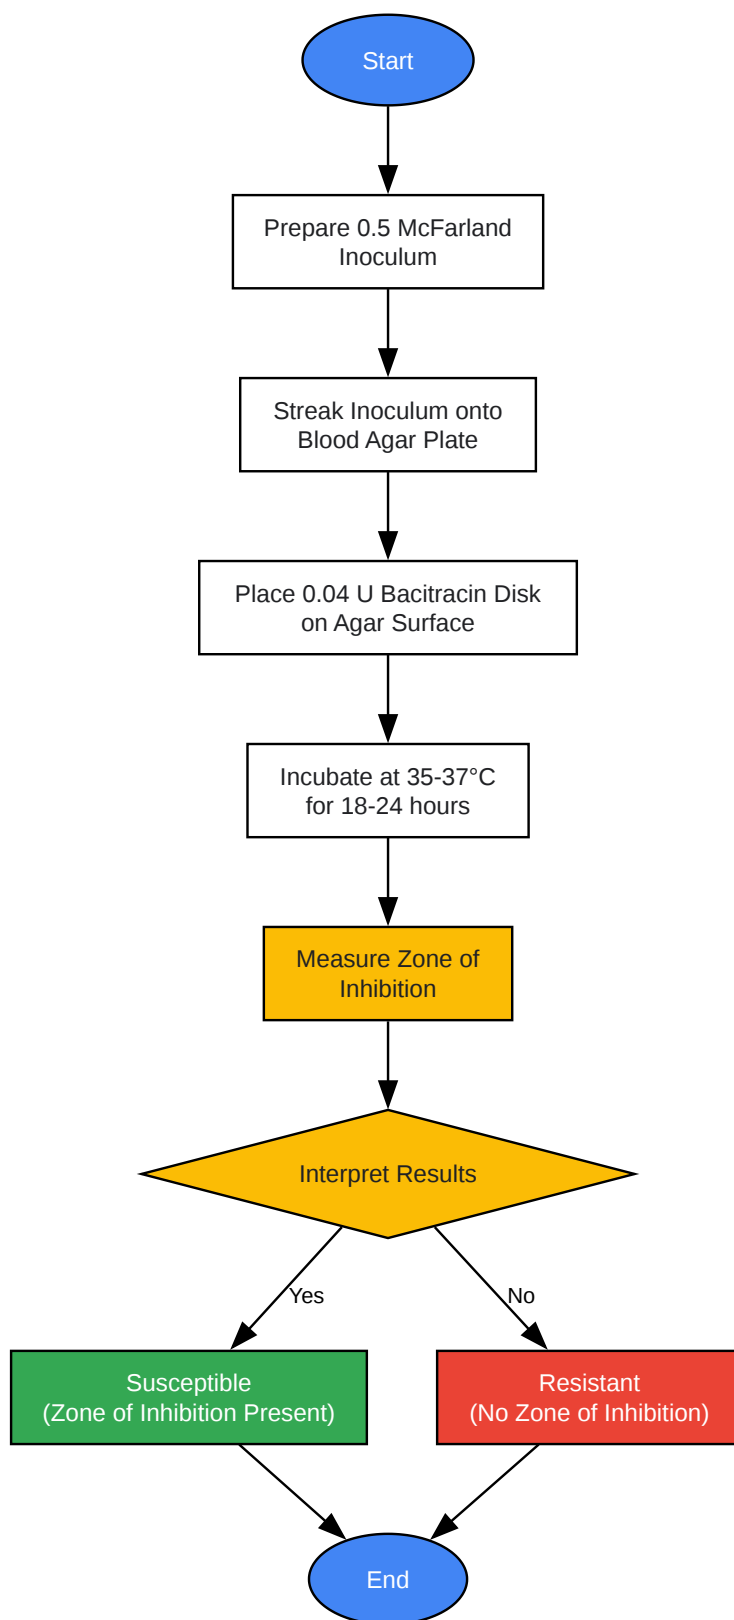 Start
Prepare 0.5 McFarland
Inoculum
Streak Inoculum onto
Blood Agar Plate
Place 0.04 U Bacitracin Disk
on Agar Surface
Incubate at 35-37°C
for 18-24 hours
Measure Zone of
Inhibition
Interpret Results
Yes
No
Susceptible
(Zone of Inhibition Present)
Resistant
(No Zone of Inhibition)
End